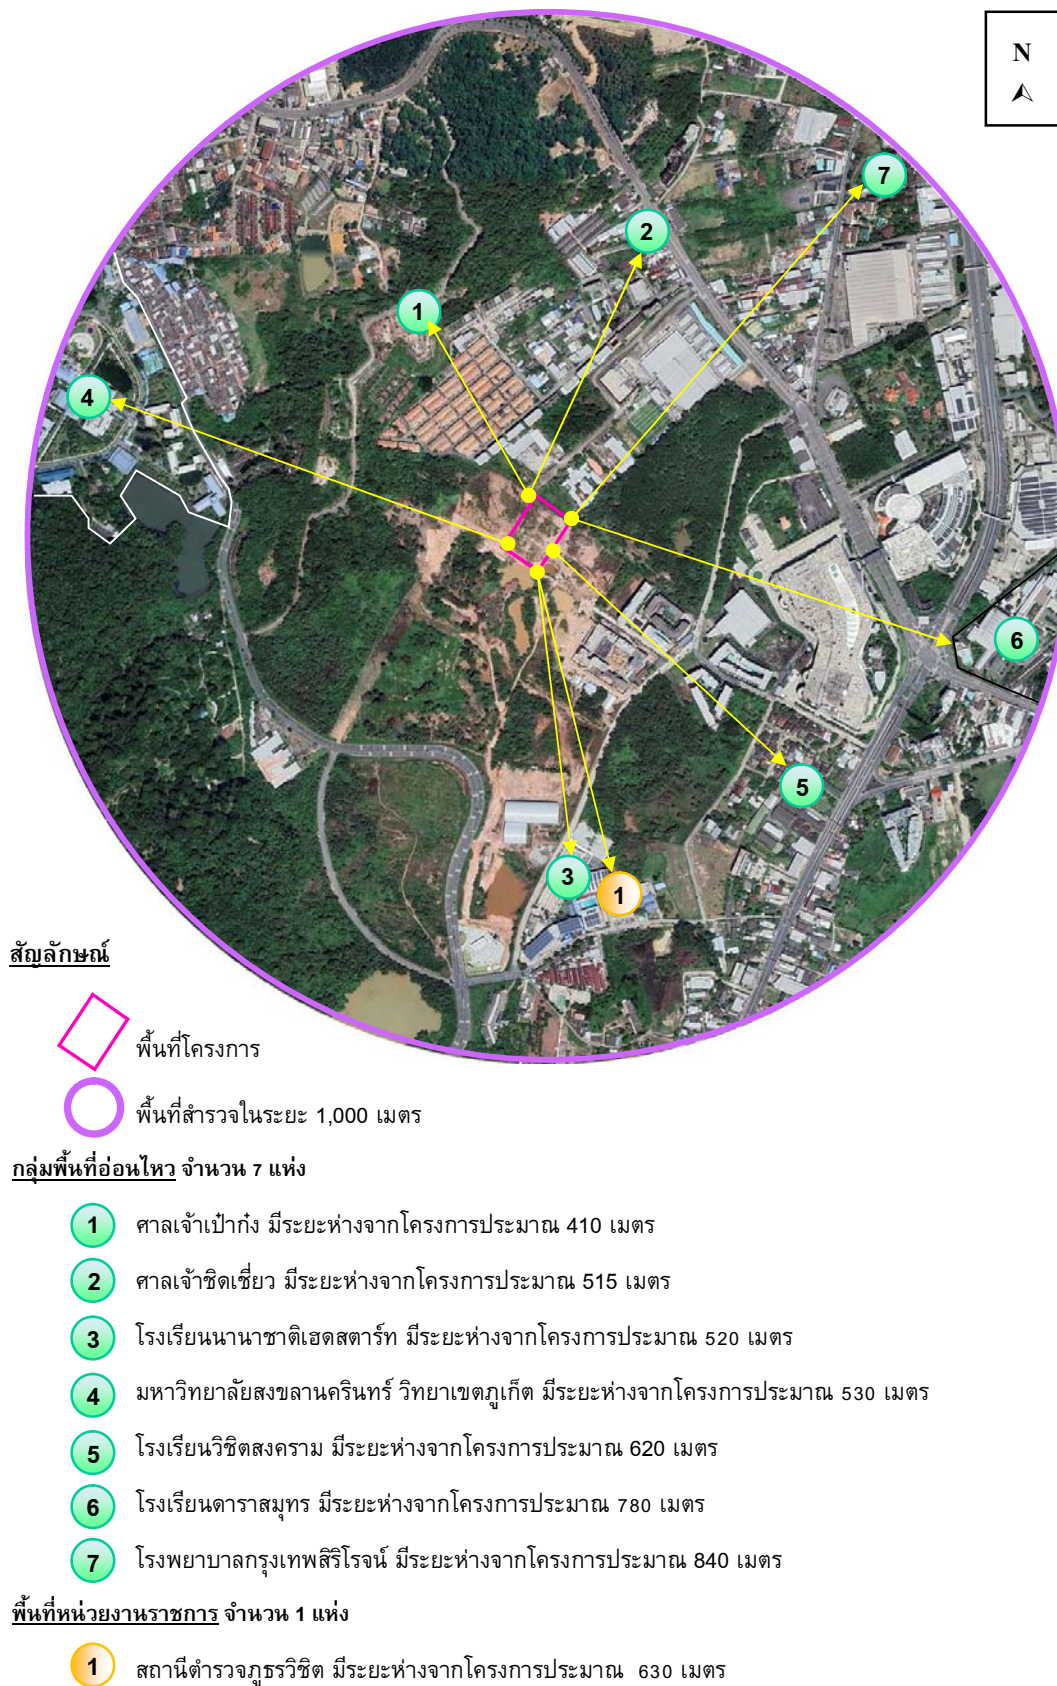 N
7
2
1
4
6
5
3
1
สัญลักษณ์
พื้นที่โครงการ
พื้นที่สำรวจในระยะ 1,000 เมตร
กลุ่มพื้นที่อ่อนไหว จำนวน 7 แห่ง
1 ศาลเจ้าเป๋าก๋ง มีระยะห่างจากโครงการประมาณ 410 เมตร
2 ศาลเจ้าชิดเชี่ยว มีระยะห่างจากโครงการประมาณ 515 เมตร
3 โรงเรียนนานาชาติเฮดสตาร์ท มีระยะห่างจากโครงการประมาณ 520 เมตร
4 มหาวิทยาลัยสงขลานครินทร์ วิทยาเขตภูเก็ต มีระยะห่างจากโครงการประมาณ 530 เมตร
5 โรงเรียนวิชิตสงคราม มีระยะห่างจากโครงการประมาณ 620 เมตร
6 โรงเรียนดาราสมุทร มีระยะห่างจากโครงการประมาณ 780 เมตร
7 โรงพยาบาลกรุงเทพสิริโรจน์ มีระยะห่างจากโครงการประมาณ 840 เมตร
พื้นที่หน่วยงานราชการ จำนวน 1 แห่ง
1 สถานีตำรวจภูธรวิชิต มีระยะห่างจากโครงการประมาณ 630 เมตร